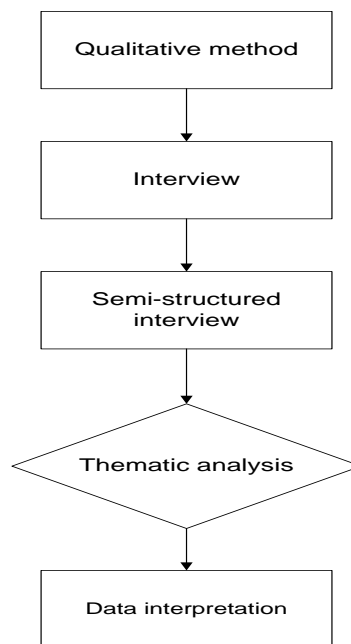 Qualitative method
Interview
Semi-structured
interview
Thematic analysis
Data interpretation